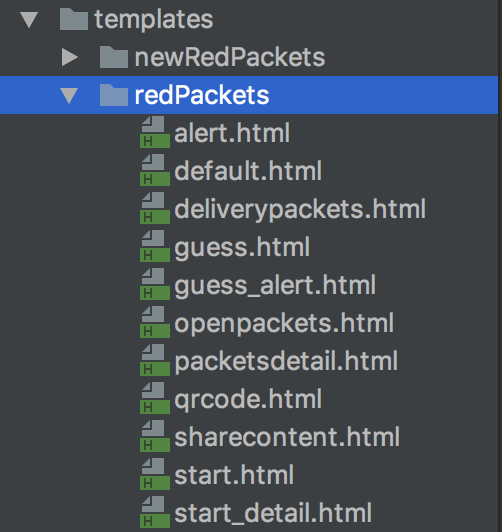 templates
newRedPackets
redPackets
H alert.html
H default.html
H deliverypackets.html
H guess.html
H guess_alert.html
H openpackets.html
H packetsdetail.html
H qrcode.html
H sharecontent.html
H start.html
H start_detail.html